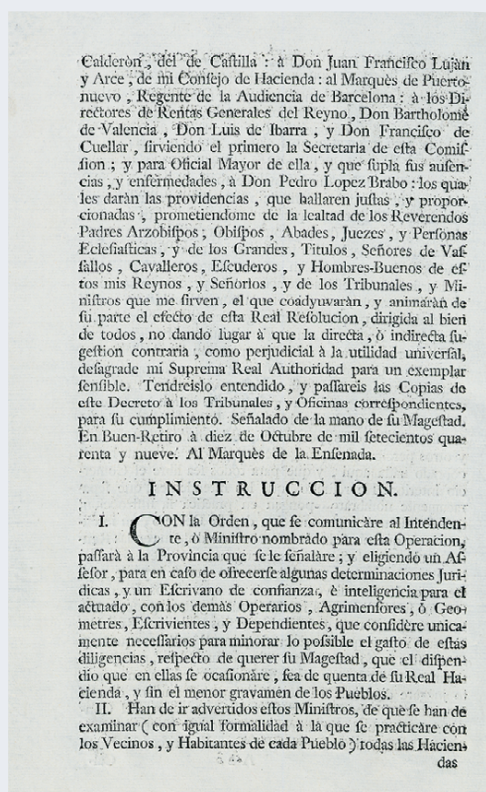 Calderòn, del de Castilla: à Don Juan Francisco Lujàn
y Arce, de mi Consejo de Hacienda: al Marquès de Puerto-
nuevo, Regente de la Audiencia de Barcelona: à los Di-
rectores de Rentas Generales del Reyno, Don Bartholomè
de Valencia, Don Luis de Ibarra, y Don Francisco de
Cuellar, sirviendo el primero la Secretaria de esta Comis-
sion; y para Oficial Mayor de ella, y que supla sus ausen-
cias, y enfermedades, à Don Pedro Lopez Brabo: los qua-
les daràn las providencias, que hallaren justas, y propor-
cionadas, prometiendome de la lealtad de los Reverendos
Padres Arzobispos, Obispos, Abades, Juezes, y Personas
Eclesiasticas, y de los Grandes, Titulos, Señores de Vas-
sallos, Cavalleros, Escuderos, y Hombres-Buenos de es-
tos mis Reynos, y Señorios, y de los Tribunales, y Mi-
nistros que me sirven, el que coadyuvaràn, y animaràn de
su parte el efecto de esta Real Resolucion, dirigida al bien
de todos, no dando lugar à que la directa, ò indirecta su-
gestion contraria, como perjudicial à la utilidad universal,
desagrade mi Suprema Real Authoridad para un exemplar
sensible. Tendreislo entendido, y passareis las Copias de
este Decreto à los Tribunales, y Oficinas correspondientes,
para su cumplimiento. Señalado de la mano de su Magestad.
En Buen-Retiro à diez de Octubre de mil setecientos qua-
renta y nueve. Al Marquès de la Ensenada.
INSTRUCCION.
I. CON la Orden, que se comunicàre al Intenden-
te, ò Ministro nombrado para esta Operacion,
passarà à la Provincia que se le señalàre; y eligiendo un As-
sesor, para en caso de ofrecerse algunas determinaciones Juri-
dicas, y un Escrivano de confianza, è inteligencia para el
actuado, con los demàs Operarios, Agrimensores, ò Geo-
metres, Escrivientes, y Dependientes, que considère unica-
mente necessarios para minorar lo possible el gasto de estas
diligencias, respecto de querer su Magestad, que el dispen-
dio que en ellas se ocasionàre, sea de quenta de su Real Ha-
cienda, y sin el menor gravamen de los Pueblos.
II. Han de ir advertidos estos Ministros, de que se han de
examinar (con igual formalidad à la que se practicàre con
los Vecinos, y Habitantes de cada Pueblo) todas las Hacien-
das